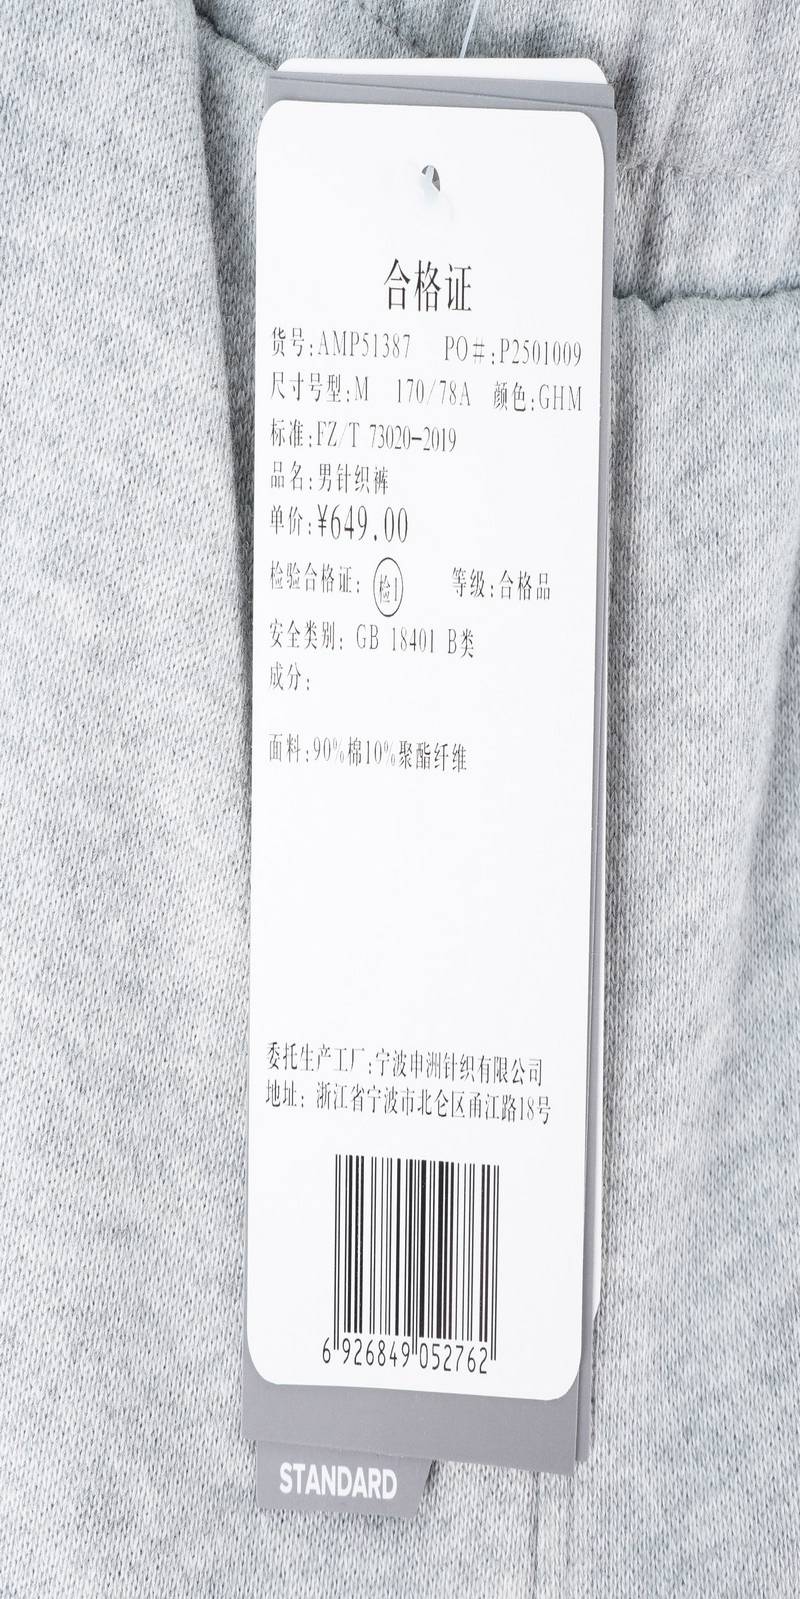 合格证
货号:AMP51387 PO#:P2501009
尺寸号型:M 170/78A 颜色:GHM
标准:FZ/T 73020-2019
品名:男针织裤
单价:¥649.00
检验合格证: 检1 等级:合格品
安全类别: GB 18401 B类
成分:
面料:90%棉10%聚酯纤维
委托生产工厂:宁波申洲针织有限公司
地址: 浙江省宁波市北仑区甬江路18号
6 926849 052762
STANDARD